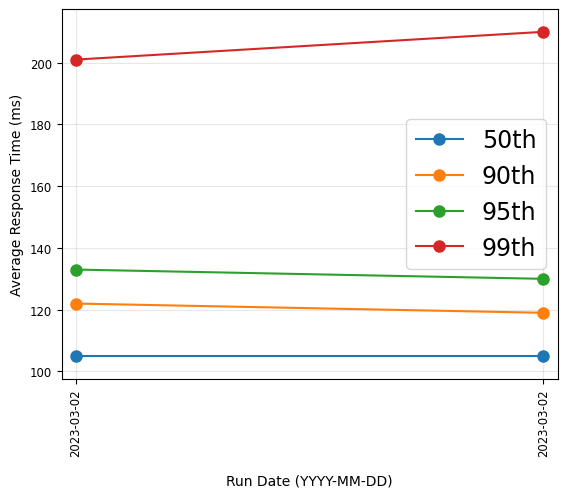 Average Response Time (ms)
200
180
160
140
120
100
50th
90th
95th
99th
2023-03-02
2023-03-02
Run Date (YYYY-MM-DD)